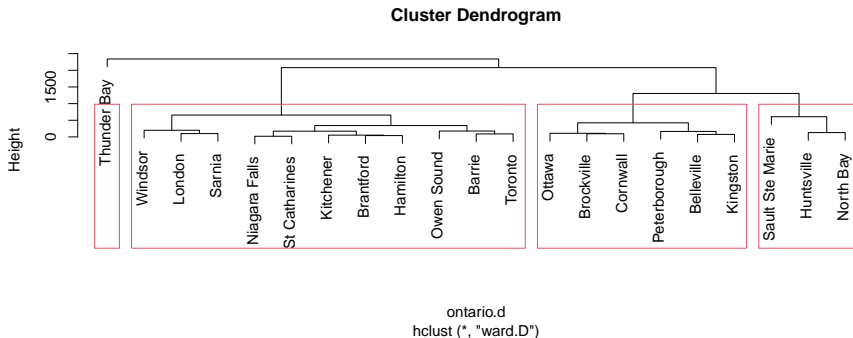 Cluster Dendrogram
Height
0
1500
Thunder Bay
Windsor
London
Sarnia
Niagara Falls
St Catharines
Kitchener
Brantford
Hamilton
Owen Sound
Barrie
Toronto
Ottawa
Brockville
Cornwall
Peterborough
Belleville
Kingston
Sault Ste Marie
Huntsville
North Bay
ontario.d
hclust (*, "ward.D")